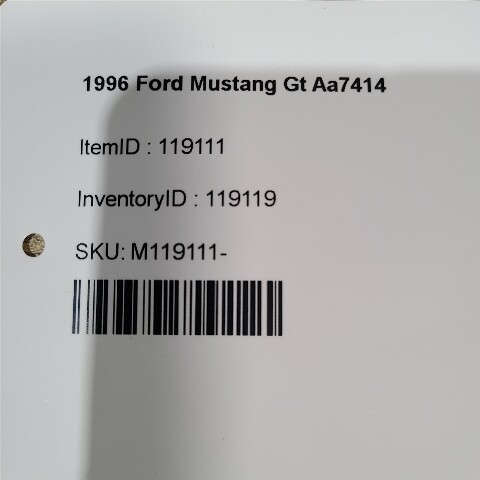 1996 Ford Mustang Gt Aa7414
ItemID : 119111
InventoryID : 119119
SKU: M119111-